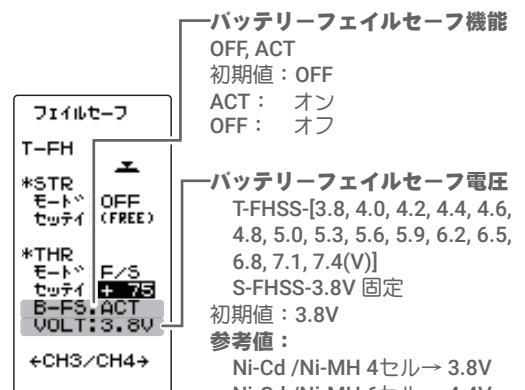 バッテリーフェイルセーフ機能
OFF, ACT
初期値：OFF
ACT： オン
OFF： オフ
フェイルセーフ
T-FH
*STR
モード OFF
セッテイ (FREE)
*THR
モード F/S
セッテイ + 75
B-FS.ACT
VOLT:3.8V
←CH3/CH4→
バッテリーフェイルセーフ電圧
T-FHSS-[3.8, 4.0, 4.2, 4.4, 4.6,
4.8, 5.0, 5.3, 5.6, 5.9, 6.2, 6.5,
6.8, 7.1, 7.4(V)]
S-FHSS-3.8V 固定
初期値：3.8V
参考値：
Ni-Cd /Ni-MH 4セル→ 3.8V